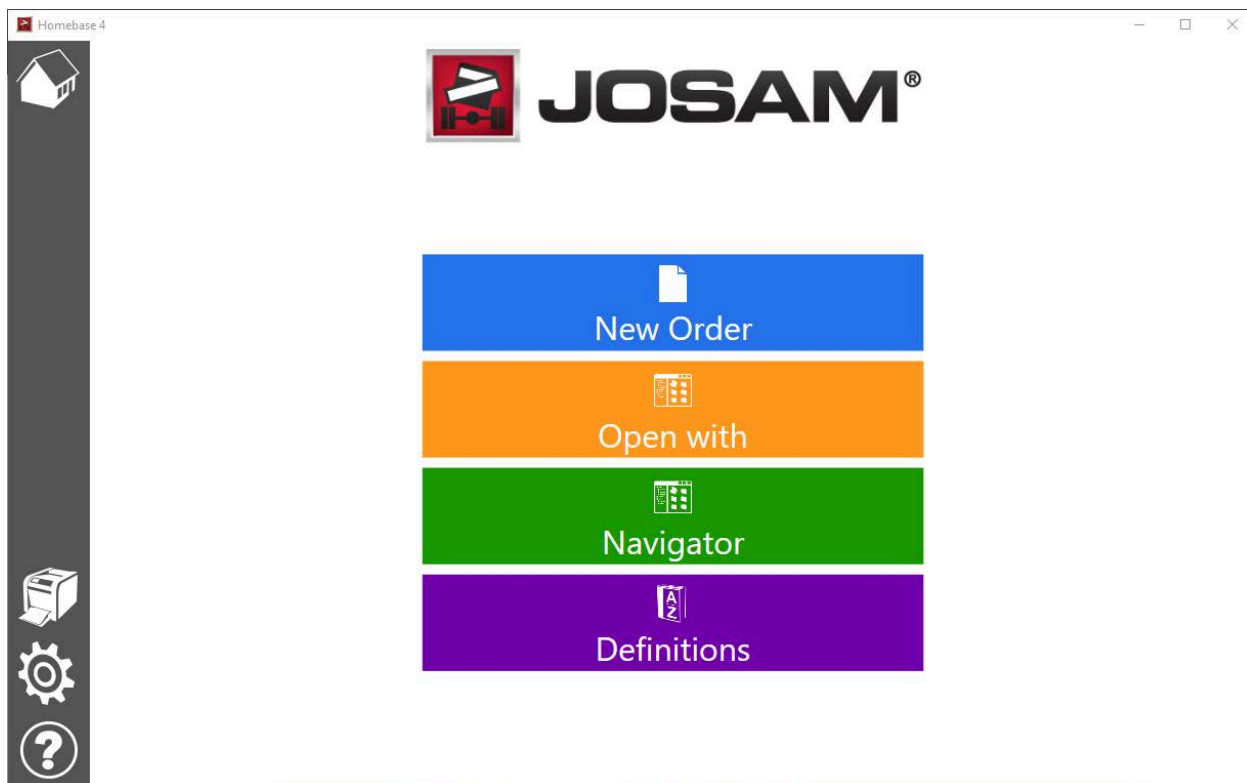 Homebase 4
JOSAM®
New Order
Open with
Navigator
A
Z
Definitions
?